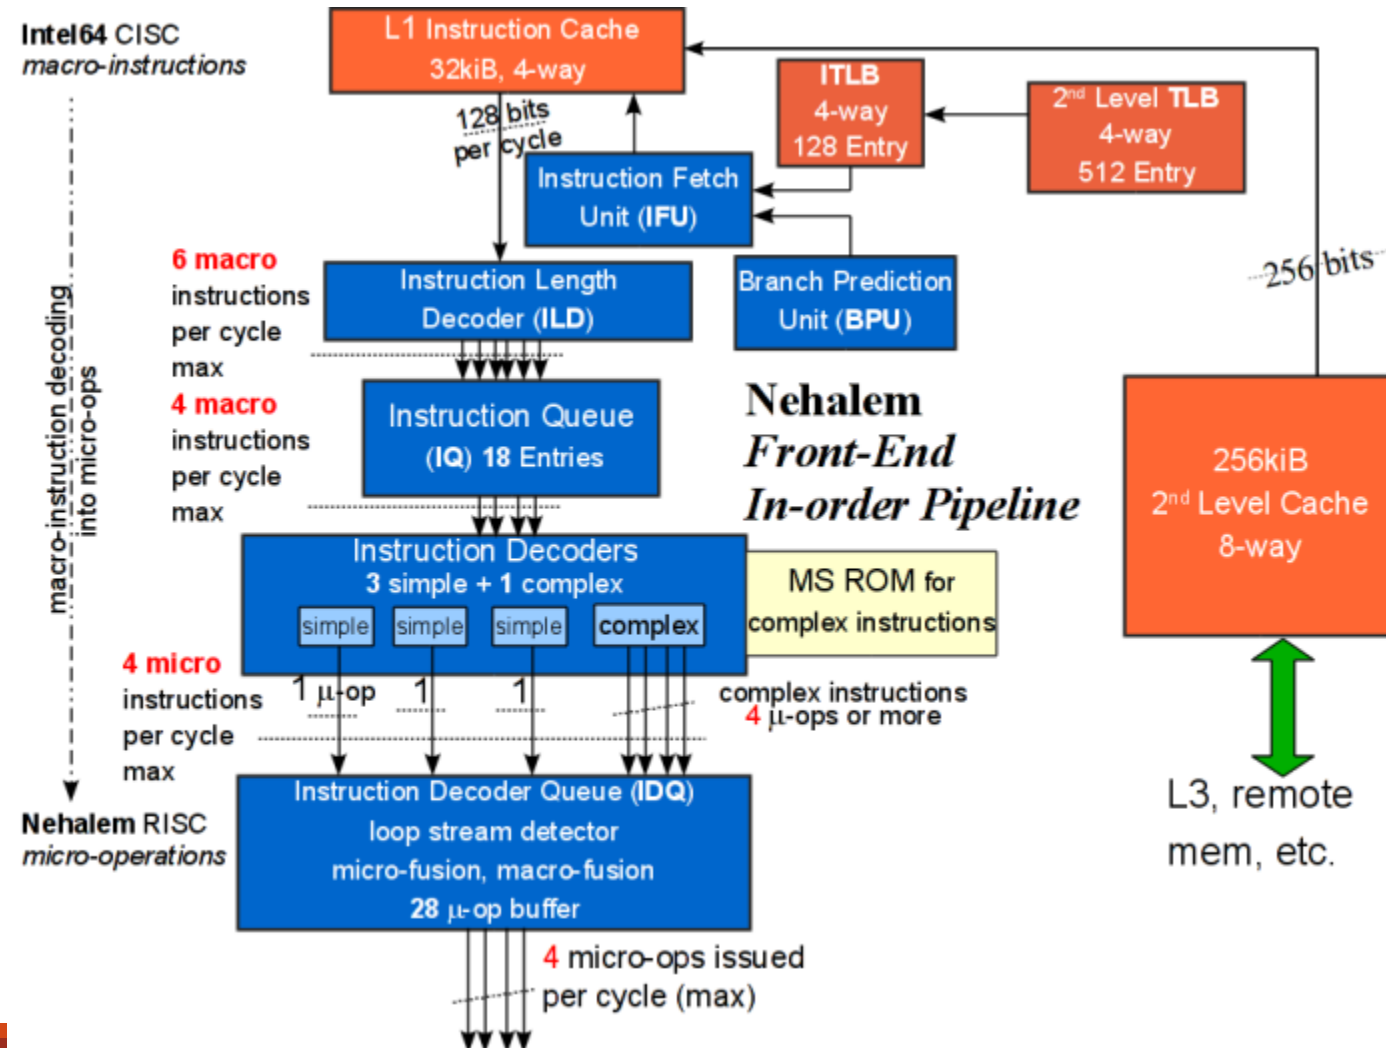 Intel64 CISC
macro-instructions
L1 Instruction Cache
32kiB, 4-way
128 bits
per cycle
ITLB
4-way
128 Entry
2nd Level TLB
4-way
512 Entry
Instruction Fetch
Unit (IFU)
Branch Prediction
Unit (BPU)
256 bits
6 macro
instructions
per cycle
max
Instruction Length
Decoder (ILD)
macro-instruction decoding
into micro-ops
4 macro
instructions
per cycle
max
Instruction Queue
(IQ) 18 Entries
Nehalem
Front-End
In-order Pipeline
256kiB
2nd Level Cache
8-way
Instruction Decoders
3 simple + 1 complex
simple
simple
simple
complex
MS ROM for
complex instructions
4 micro
instructions
per cycle
max
1 μ-op
1
1
complex instructions
4 μ-ops or more
L3, remote
mem, etc.
Nehalem RISC
micro-operations
Instruction Decoder Queue (IDQ)
loop stream detector
micro-fusion, macro-fusion
28 μ-op buffer
4 micro-ops issued
per cycle (max)